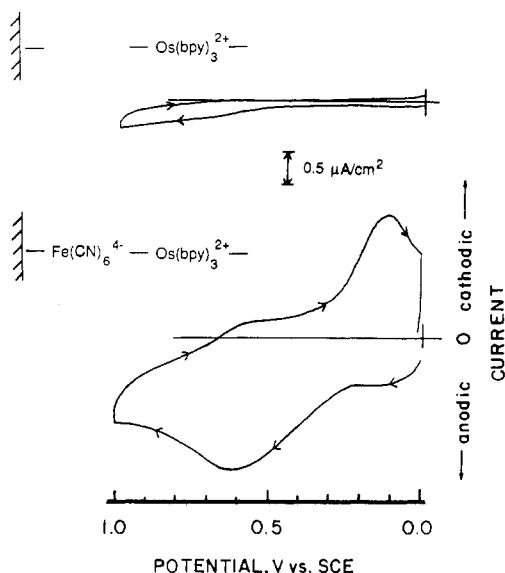 Os(bpy)₃²⁺
0.5 μA/cm²
Fe(CN)₆⁴⁻ — Os(bpy)₃²⁺
cathodic
O
anodic
CURRENT
1.0 0.5 0.0
POTENTIAL, V vs. SCE